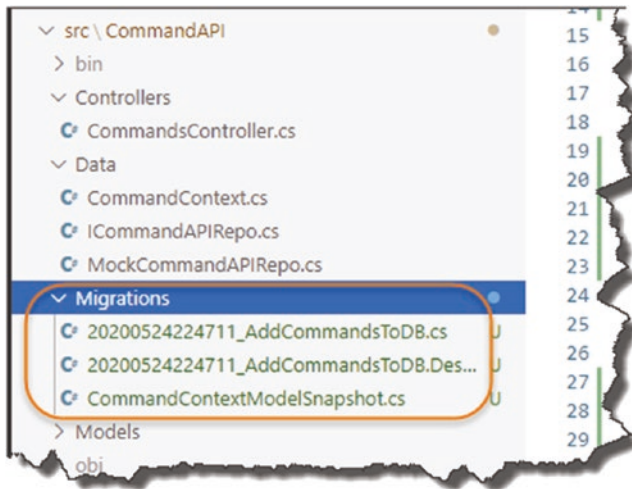 src \ CommandAPI
bin
Controllers
C# CommandsController.cs
Data
C# CommandContext.cs
C# ICommandAPIRepo.cs
C# MockCommandAPIRepo.cs
Migrations
C# 20200524224711_AddCommandsToDB.cs U
C# 20200524224711_AddCommandsToDB.Des... U
C# CommandContextModelSnapshot.cs U
Models
obj
15
16
17
18
19
20
21
22
23
24
25
26
27
28
29